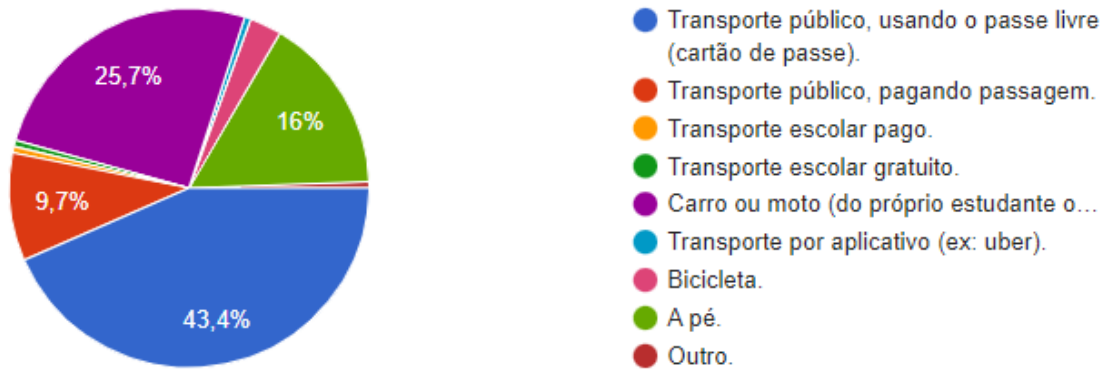 25,7%
16%
9,7%
43,4%
Transporte público, usando o passe livre
(cartão de passe).
Transporte público, pagando passagem.
Transporte escolar pago.
Transporte escolar gratuito.
Carro ou moto (do próprio estudante o…
Transporte por aplicativo (ex: uber).
Bicicleta.
A pé.
Outro.